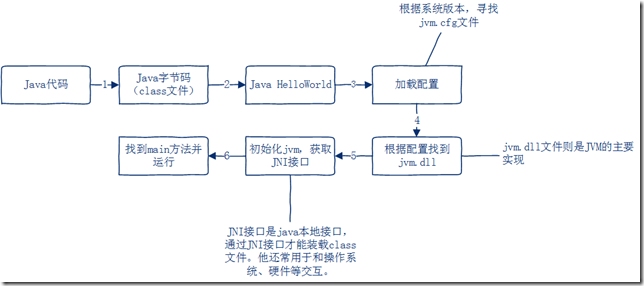 根据系统版本，寻找
jvm.cfg文件
Java代码
1
Java字节码
（class文件）
2
Java HelloWorld
3
加载配置
4
找到main方法并
运行
6
初始化jvm，获取
JNI接口
5
根据配置找到
jvm.dll
jvm.dll文件则是JVM的主要
实现
JNI接口是java本地接口，
通过JNI接口才能装载class
文件。他还常用于和操作系
统、硬件等交互。